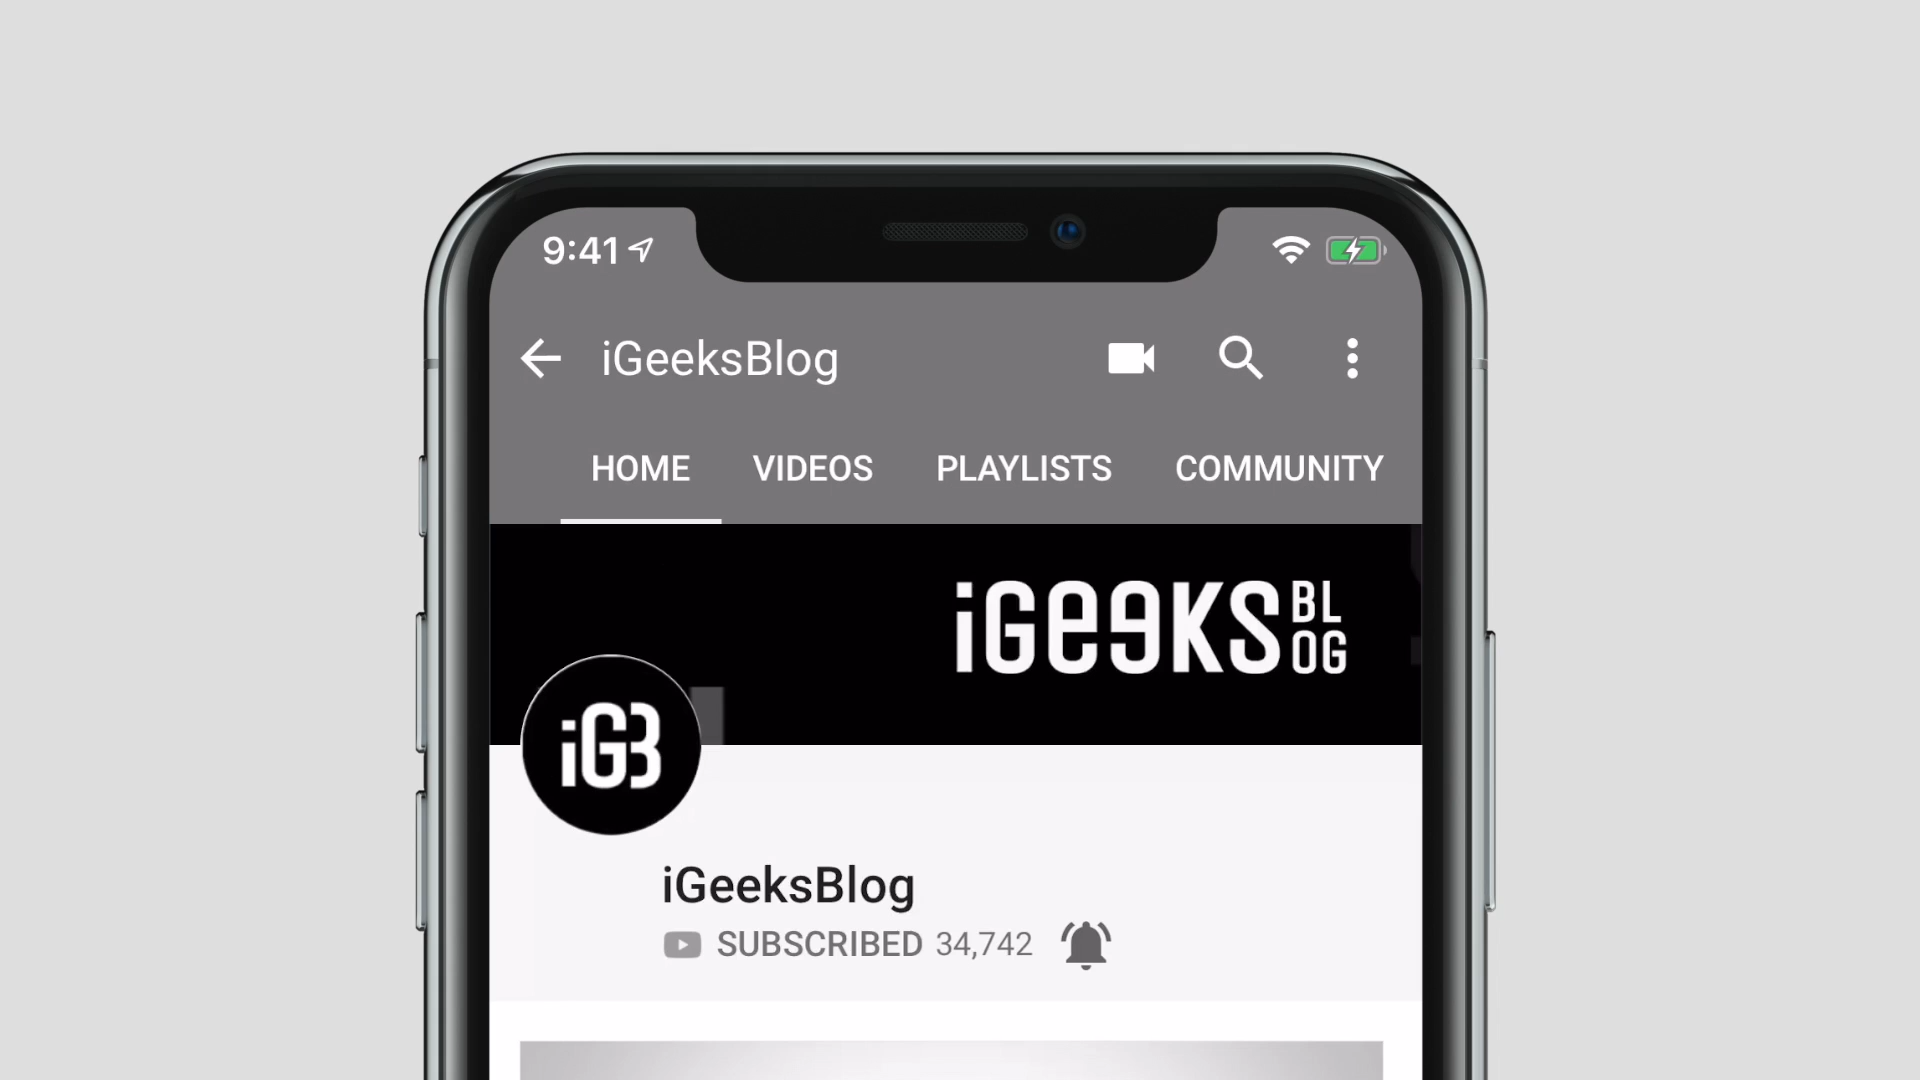 9:41
iGeeksBlog
HOME VIDEOS PLAYLISTS COMMUNITY
iGeeKS BLOG
iGB
iGeeksBlog
SUBSCRIBED 34,742